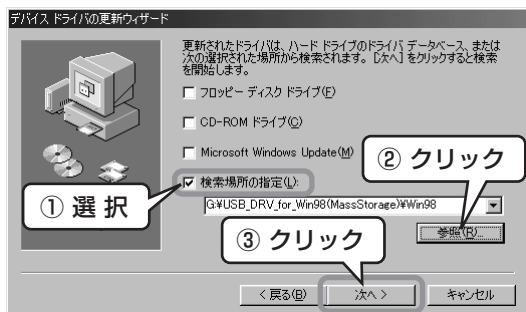 デバイス ドライバの更新ウィザード
更新されたドライバは、ハード ドライブのドライバ データベース、または
次の選択された場所から検索されます。[次へ] をクリックすると検索
を開始します。
フロッピー ディスク ドライブ(F)
CD-ROM ドライブ(C)
Microsoft Windows Update(M)
② クリック
検索場所の指定(L):
① 選 択
G:¥USB_DRV_for_Win98(MassStorage)¥Win98
参照(R)...
③ クリック
< 戻る(B)
次へ >
キャンセル